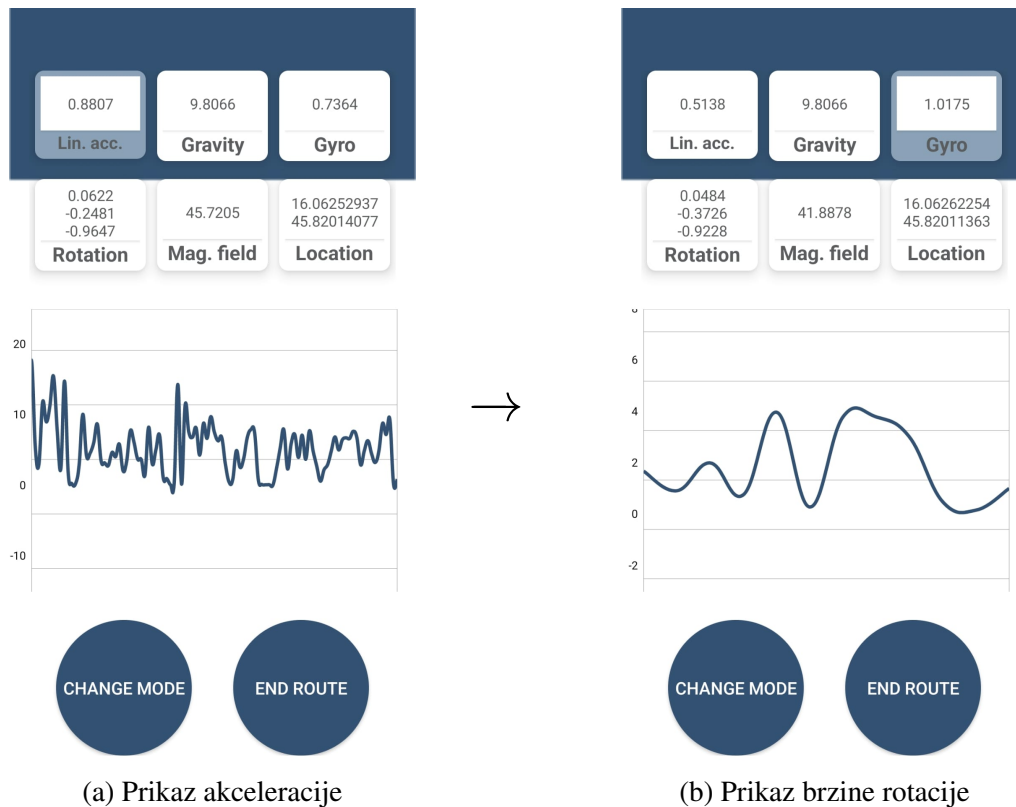 0.8807
Lin. acc.
9.8066
Gravity
0.7364
Gyro
0.0622
-0.2481
-0.9647
Rotation
45.7205
Mag. field
16.06252937
45.82014077
Location
20
10
0
-10
CHANGE MODE
END ROUTE
(a) Prikaz akceleracije
→
0.5138
Lin. acc.
9.8066
Gravity
1.0175
Gyro
0.0484
-0.3726
-0.9228
Rotation
41.8878
Mag. field
16.06262254
45.82011363
Location
6
4
2
0
-2
CHANGE MODE
END ROUTE
(b) Prikaz brzine rotacije